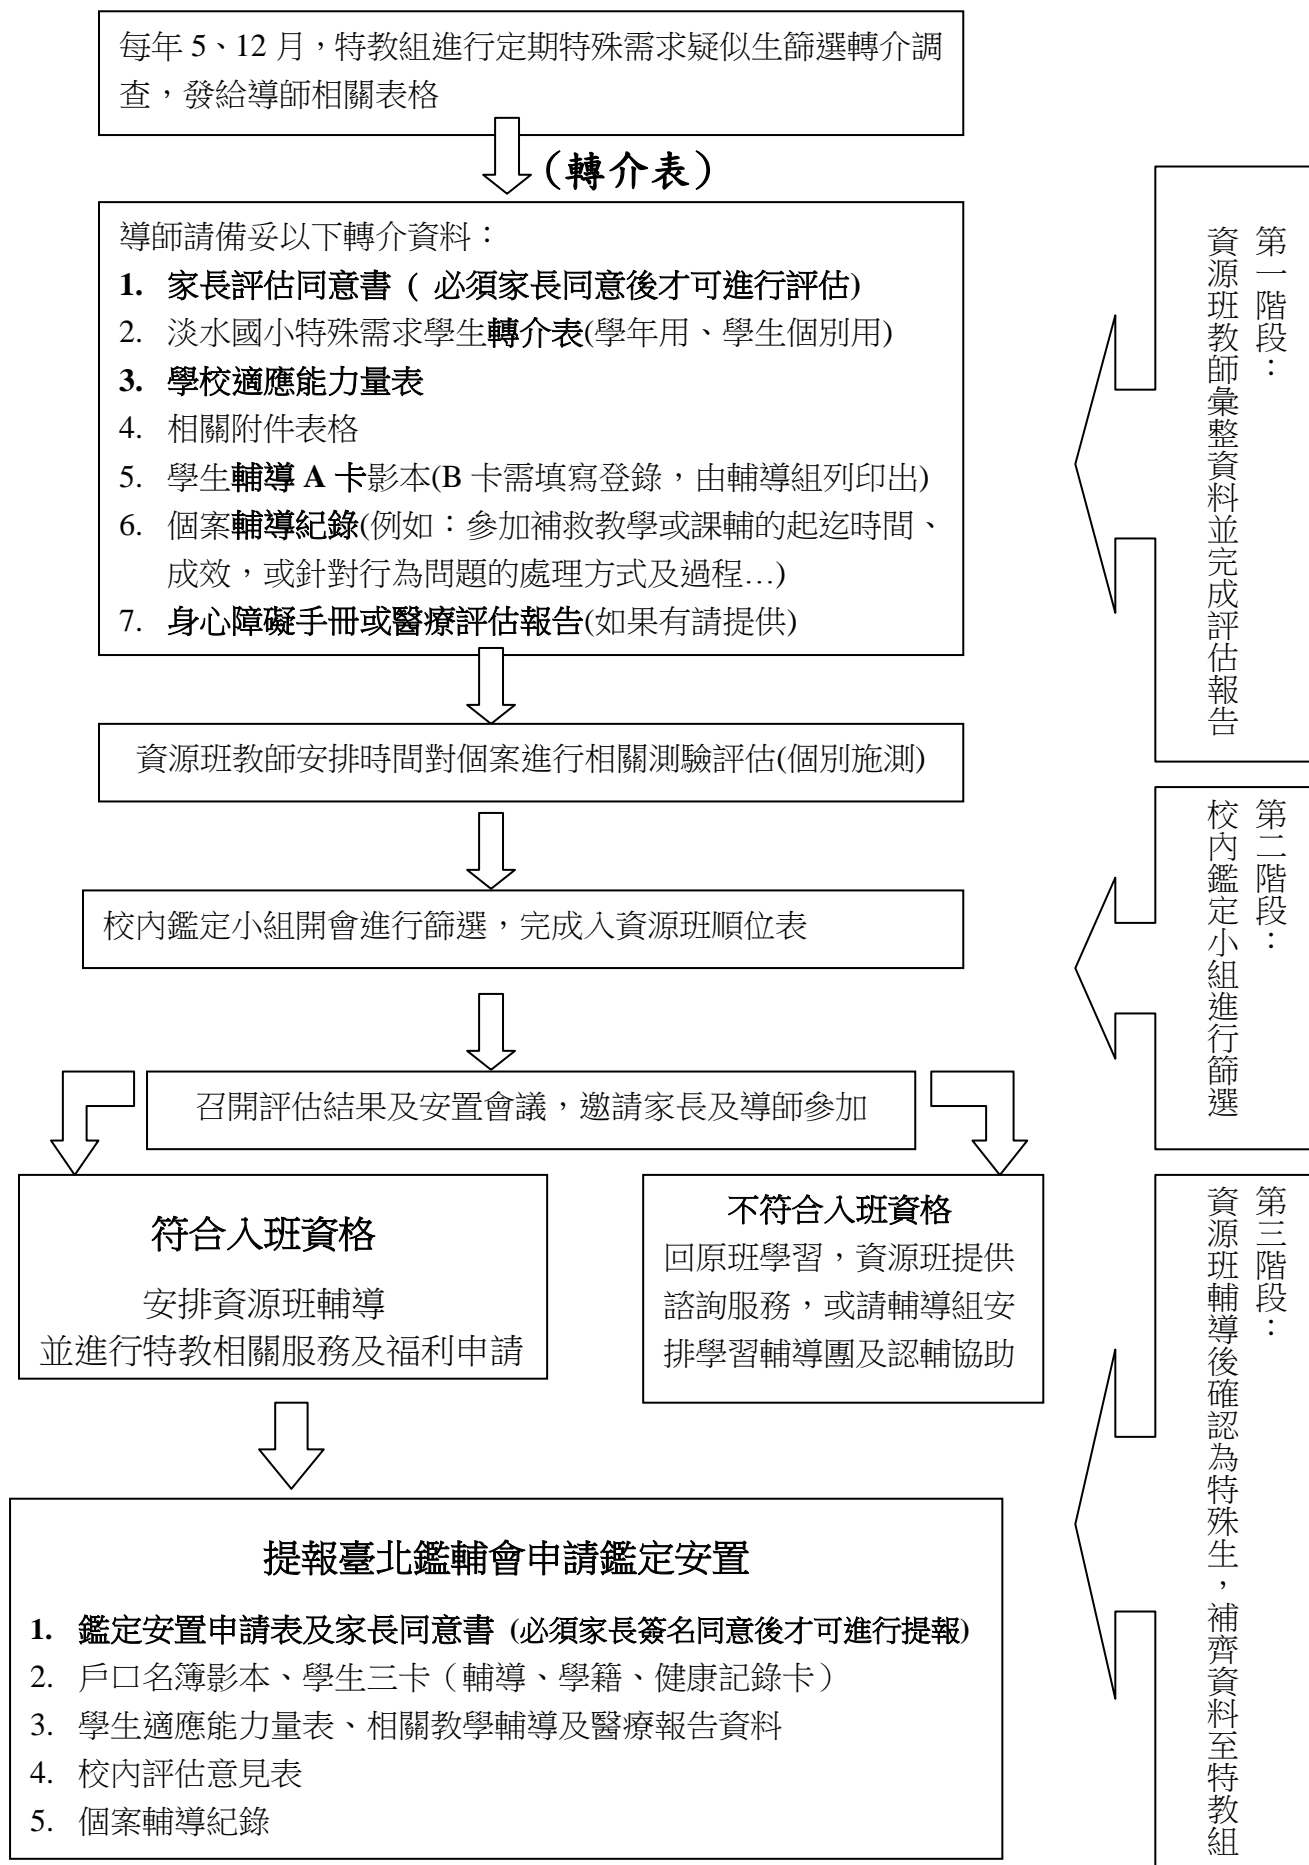 每年 5、12 月，特教組進行定期特殊需求疑似生篩選轉介調
查，發給導師相關表格
（轉介表）
導師請備妥以下轉介資料：
1. 家長評估同意書 ( 必須家長同意後才可進行評估)
2. 淡水國小特殊需求學生轉介表(學年用、學生個別用)
3. 學校適應能力量表
4. 相關附件表格
5. 學生輔導 A 卡影本(B 卡需填寫登錄，由輔導組列印出)
6. 個案輔導紀錄(例如：參加補救教學或課輔的起迄時間、
成效，或針對行為問題的處理方式及過程…)
7. 身心障礙手冊或醫療評估報告(如果有請提供)
資源班教師安排時間對個案進行相關測驗評估(個別施測)
第一階段：
資源班教師彙整資料並完成評估報告
校內鑑定小組開會進行篩選，完成入資源班順位表
召開評估結果及安置會議，邀請家長及導師參加
第二階段：
校內鑑定小組進行篩選
符合入班資格
安排資源班輔導
並進行特教相關服務及福利申請
不符合入班資格
回原班學習，資源班提供
諮詢服務，或請輔導組安
排學習輔導團及認輔協助
提報臺北鑑輔會申請鑑定安置
1. 鑑定安置申請表及家長同意書 (必須家長簽名同意後才可進行提報)
2. 戶口名簿影本、學生三卡（輔導、學籍、健康記錄卡）
3. 學生適應能力量表、相關教學輔導及醫療報告資料
4. 校內評估意見表
5. 個案輔導紀錄
第三階段：
資源班輔導後確認為特殊生，補齊資料至特教組